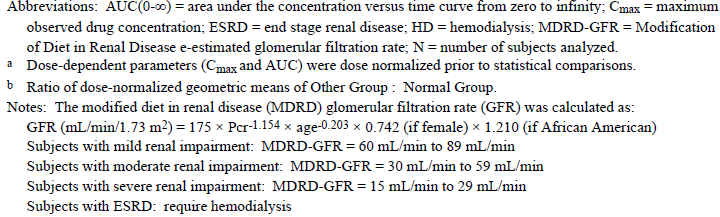 Abbreviations: AUC(0-∞) = area under the concentration versus time curve from zero to infinity; Cmax = maximum
observed drug concentration; ESRD = end stage renal disease; HD = hemodialysis; MDRD-GFR = Modification
of Diet in Renal Disease e-estimated glomerular filtration rate; N = number of subjects analyzed.
a Dose-dependent parameters (Cmax and AUC) were dose normalized prior to statistical comparisons.
b Ratio of dose-normalized geometric means of Other Group : Normal Group.
Notes: The modified diet in renal disease (MDRD) glomerular filtration rate (GFR) was calculated as:
GFR (mL/min/1.73 m2) = 175 × Pcr-1.154 × age-0.203 × 0.742 (if female) × 1.210 (if African American)
Subjects with mild renal impairment: MDRD-GFR = 60 mL/min to 89 mL/min
Subjects with moderate renal impairment: MDRD-GFR = 30 mL/min to 59 mL/min
Subjects with severe renal impairment: MDRD-GFR = 15 mL/min to 29 mL/min
Subjects with ESRD: require hemodialysis